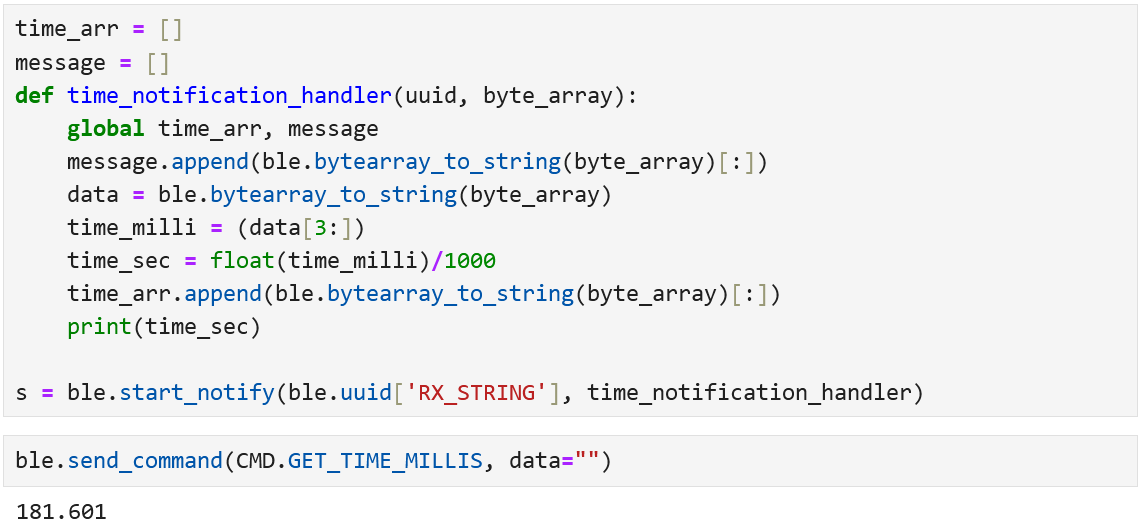 time_arr = []
message = []
def time_notification_handler(uuid, byte_array):
    global time_arr, message
    message.append(ble.bytearray_to_string(byte_array)[:])
    data = ble.bytearray_to_string(byte_array)
    time_milli = (data[3:])
    time_sec = float(time_milli)/1000
    time_arr.append(ble.bytearray_to_string(byte_array)[:])
    print(time_sec)
s = ble.start_notify(ble.uuid['RX_STRING'], time_notification_handler)
ble.send_command(CMD.GET_TIME_MILLIS, data="")
181.601